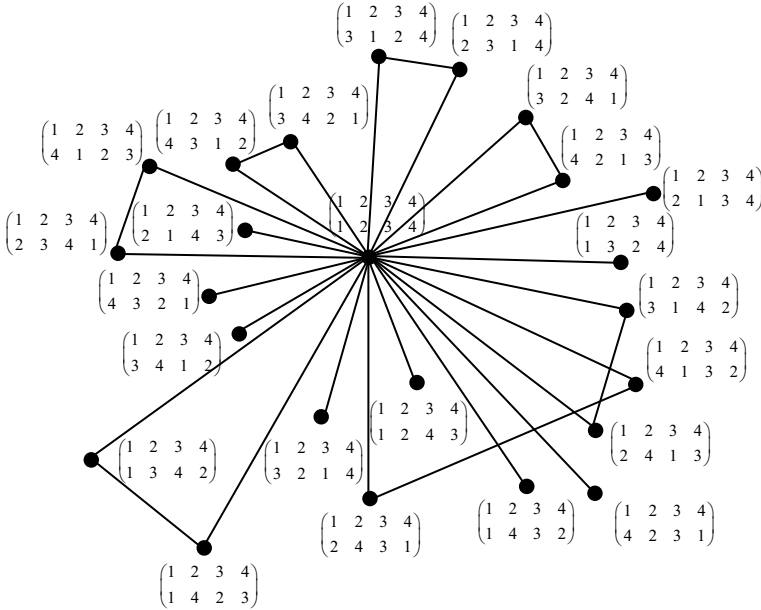 (1 2 3 4
3 1 2 4)
(1 2 3 4
2 3 1 4)
(1 2 3 4
3 2 4 1)
(1 2 3 4
3 4 2 1)
(1 2 3 4
4 3 1 2)
(1 2 3 4
4 1 2 3)
(1 2 3 4
4 2 1 3)
(1 2 3 4
2 1 3 4)
(1 2 3 4
1 2 3 4)
(1 2 3 4
2 1 4 3)
(1 2 3 4
2 3 4 1)
(1 2 3 4
1 3 2 4)
(1 2 3 4
4 3 2 1)
(1 2 3 4
3 1 4 2)
(1 2 3 4
3 4 1 2)
(1 2 3 4
4 1 3 2)
(1 2 3 4
1 2 4 3)
(1 2 3 4
2 4 1 3)
(1 2 3 4
1 3 4 2)
(1 2 3 4
3 2 1 4)
(1 2 3 4
1 4 3 2)
(1 2 3 4
4 2 3 1)
(1 2 3 4
2 4 3 1)
(1 2 3 4
1 4 2 3)